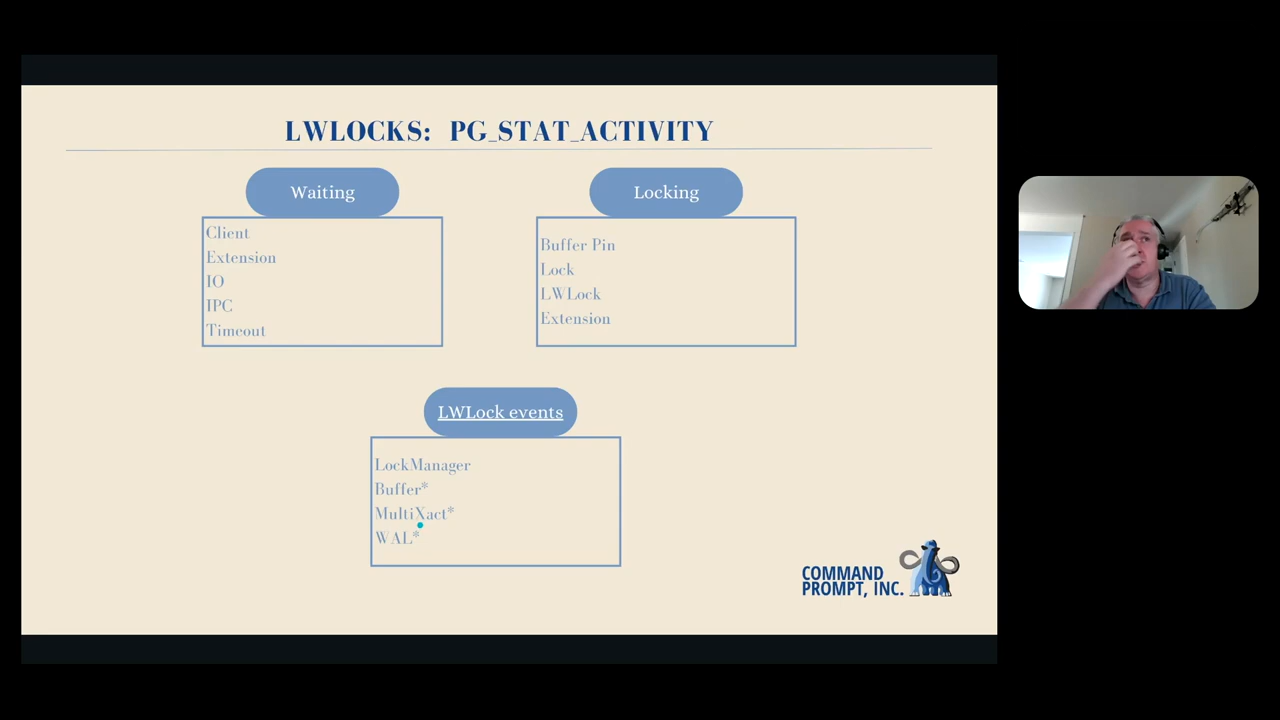 LWLOCKS: PG_STAT_ACTIVITY
Waiting
Client
Extension
IO
IPC
Timeout
Locking
Buffer Pin
Lock
LWLock
Extension
LWLock events
LockManager
Buffer*
MultiXact*
WAL*
COMMAND
PROMPT, INC.